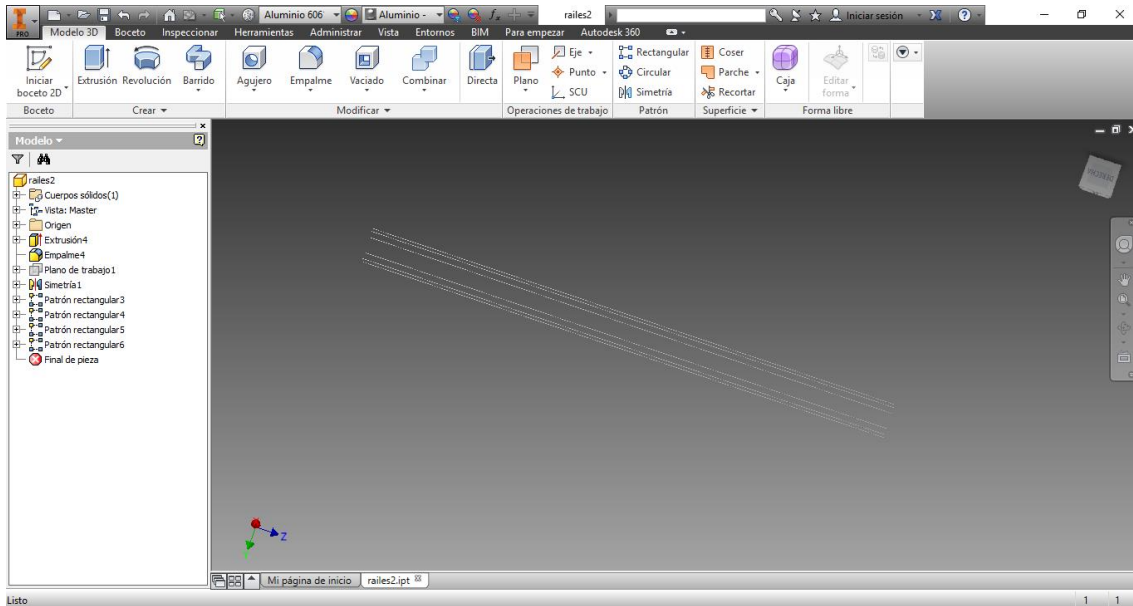 Aluminio 606
Aluminio -
railes2
Iniciar sesión
PRO
Modelo 3D
Boceto
Inspeccionar
Herramientas
Administrar
Vista
Entornos
BIM
Para empezar
Autodesk 360
Iniciar
boceto 2D
Extrusión
Revolución
Barrido
Agujero
Empalme
Vaciado
Combinar
Directa
Plano
Eje
Punto
SCU
Rectangular
Circular
Simetría
Coser
Parche
Recortar
Caja
Editar
forma
Boceto
Crear
Modificar
Operaciones de trabajo
Patrón
Superficie
Forma libre
Modelo
railes2
Cuerpos sólidos(1)
Vista: Master
Origen
Extrusión4
Empalme4
Plano de trabajo1
Simetría1
Patrón rectangular3
Patrón rectangular4
Patrón rectangular5
Patrón rectangular6
Final de pieza
Z
Mi página de inicio
railes2.ipt
Listo
1 1